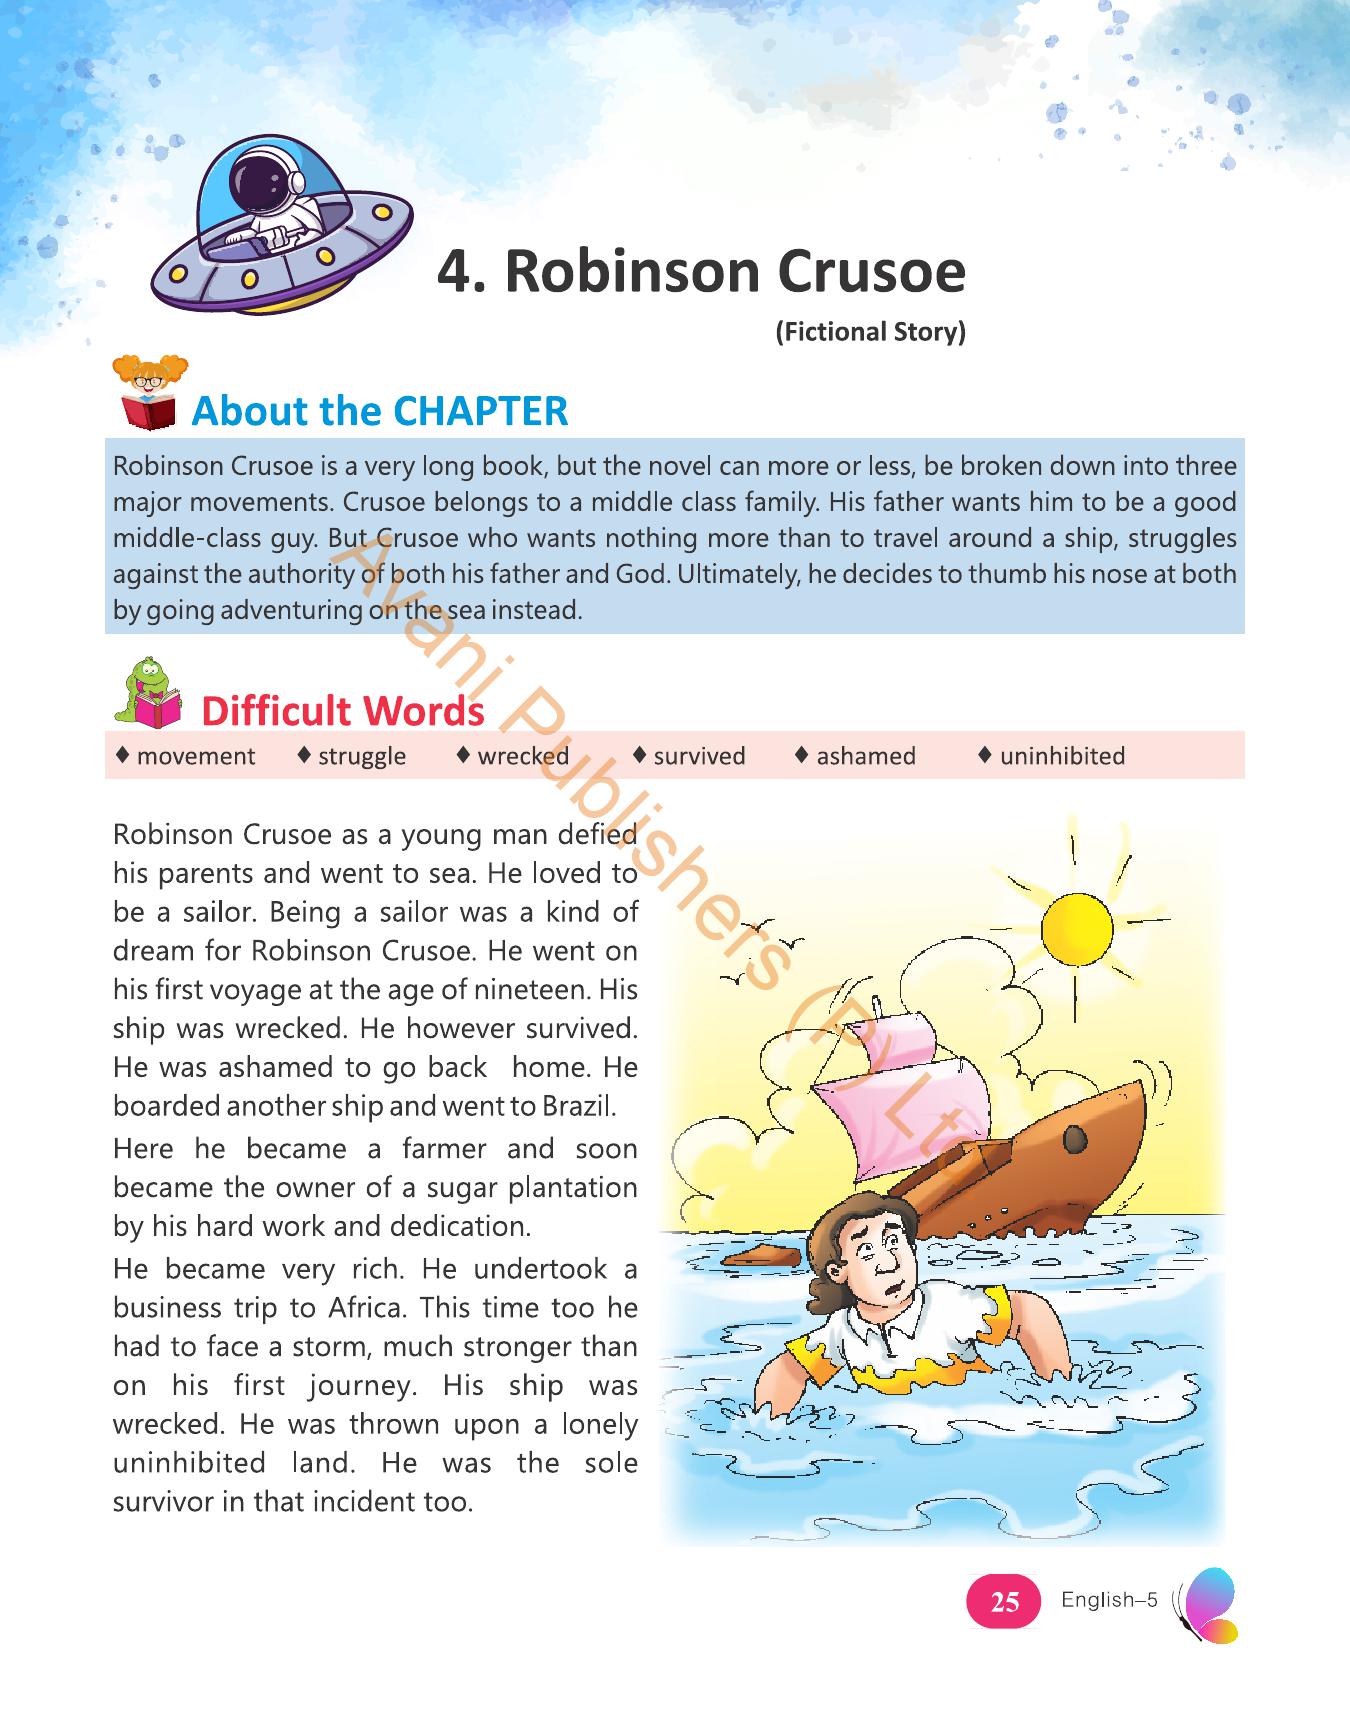 4. Robinson Crusoe
(Fictional Story)
About the CHAPTER
Robinson Crusoe is a very long book, but the novel can more or less, be broken down into three
major movements. Crusoe belongs to a middle class family. His father wants him to be a good
middle-class guy. But Crusoe who wants nothing more than to travel around a ship, struggles
against the authority of both his father and God. Ultimately, he decides to thumb his nose at both
by going adventuring on the sea instead.
Difficult Words
♦ movement ♦ struggle ♦ wrecked ♦ survived ♦ ashamed ♦ uninhibited
Robinson Crusoe as a young man defied
his parents and went to sea. He loved to
be a sailor. Being a sailor was a kind of
dream for Robinson Crusoe. He went on
his first voyage at the age of nineteen. His
ship was wrecked. He however survived.
He was ashamed to go back home. He
boarded another ship and went to Brazil.
Here he became a farmer and soon
became the owner of a sugar plantation
by his hard work and dedication.
He became very rich. He undertook a
business trip to Africa. This time too he
had to face a storm, much stronger than
on his first journey. His ship was
wrecked. He was thrown upon a lonely
uninhibited land. He was the sole
survivor in that incident too.
Avani Publishers (P) Lt
25 English–5